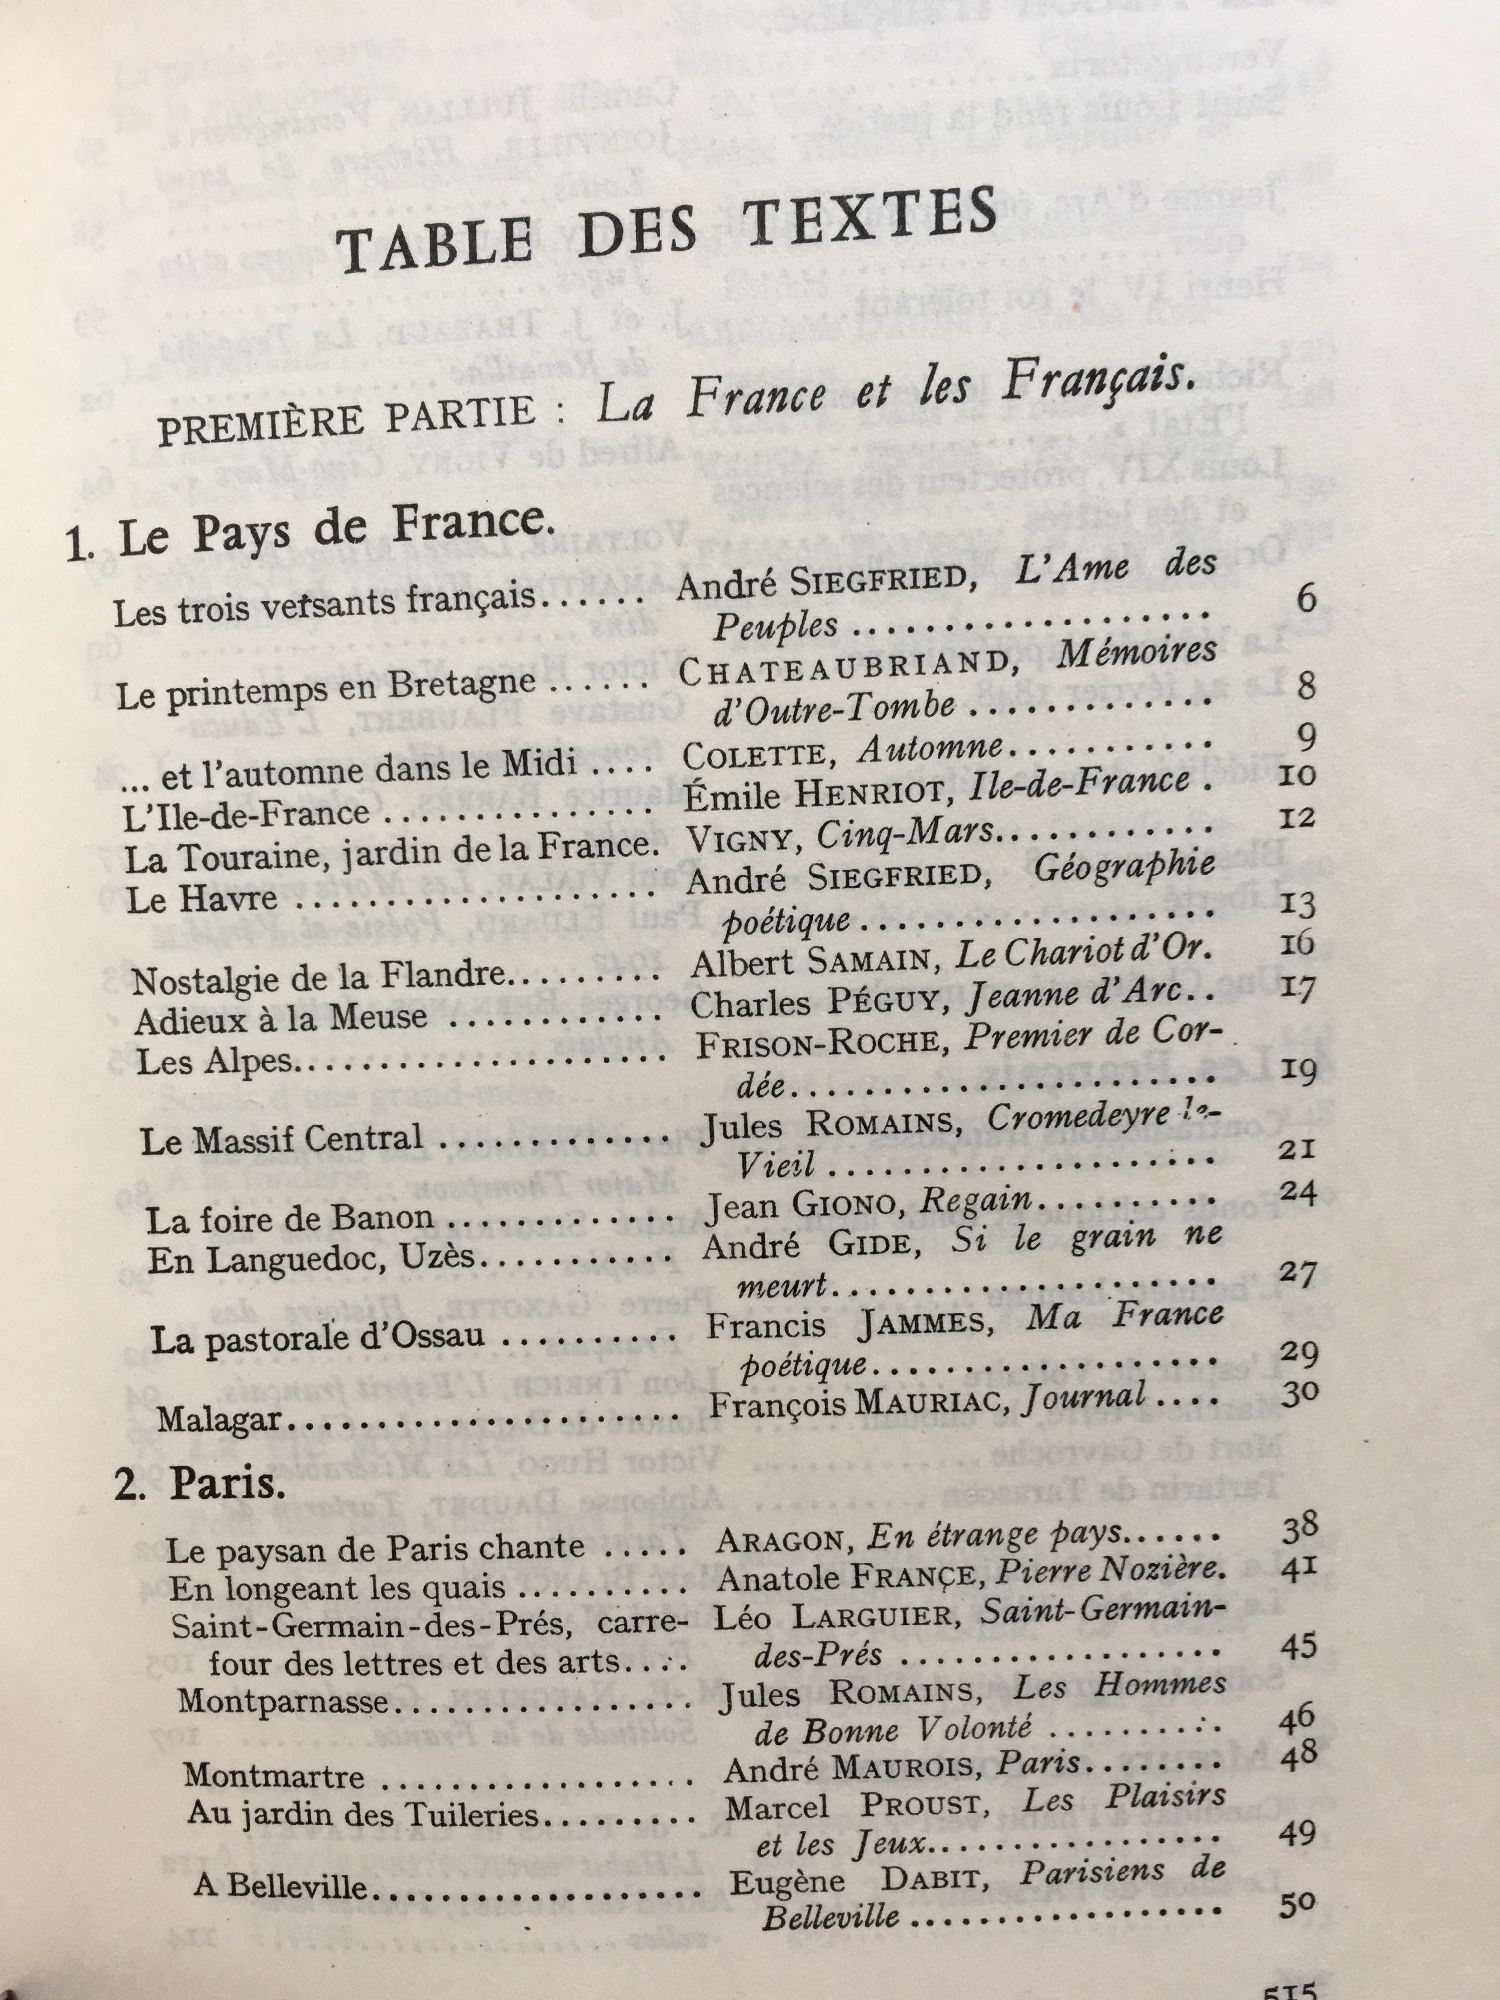 TABLE DES TEXTES
PREMIÈRE PARTIE : La France et les Français.
1. Le Pays de France.
Les trois versants français...... André SIEGFRIED, L'Ame des
Peuples ................... 6
Le printemps en Bretagne ...... CHATEAUBRIAND, Mémoires
d'Outre-Tombe ............. 8
... et l'automne dans le Midi .... COLETTE, Automne........... 9
L'Ile-de-France ............... Émile HENRIOT, Ile-de-France . 10
La Touraine, jardin de la France. VIGNY, Cinq-Mars............ 12
Le Havre .................... André SIEGFRIED, Géographie
poétique................... 13
Nostalgie de la Flandre......... Albert SAMAIN, Le Chariot d'Or. 16
Adieux à la Meuse ............ Charles PÉGUY, Jeanne d'Arc.. 17
Les Alpes.................... FRISON-ROCHE, Premier de Cor-
dée....................... 19
Le Massif Central ............. Jules ROMAINS, Cromedeyre le-
Vieil ..................... 21
La foire de Banon ............. Jean GIONO, Regain.......... 24
En Languedoc, Uzès........... André GIDE, Si le grain ne
meurt..................... 27
La pastorale d'Ossau .......... Francis JAMMES, Ma France
poétique................... 29
Malagar...................... François MAURIAC, Journal .... 30
2. Paris.
Le paysan de Paris chante ..... ARAGON, En étrange pays...... 38
En longeant les quais .......... Anatole FRANÇE, Pierre Nozière. 41
Saint-Germain-des-Prés, carre- Léo LARGUIER, Saint-Germain-
four des lettres et des arts.... des-Prés .................. 45
Montparnasse................. Jules ROMAINS, Les Hommes
de Bonne Volonté .......... 46
Montmartre .................. André MAUROIS, Paris........ 48
Au jardin des Tuileries......... Marcel PROUST, Les Plaisirs
et les Jeux................. 49
A Belleville................... Eugène DABIT, Parisiens de
Belleville .................. 50
515